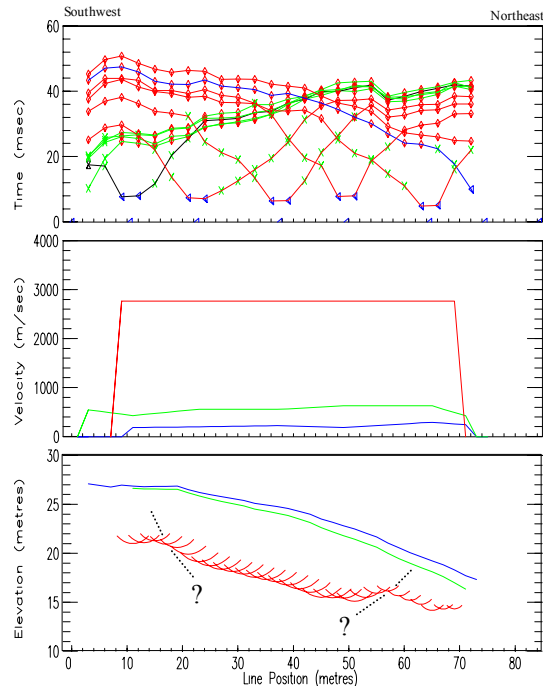 Southwest
Northeast
60
40
20
0
Time (msec)
4000
3000
2000
1000
0
Velocity (m/sec)
30
25
20
15
10
Elevation (metres)
?
?
0 10 20 30 40 50 60 70 80
Line Position (metres)